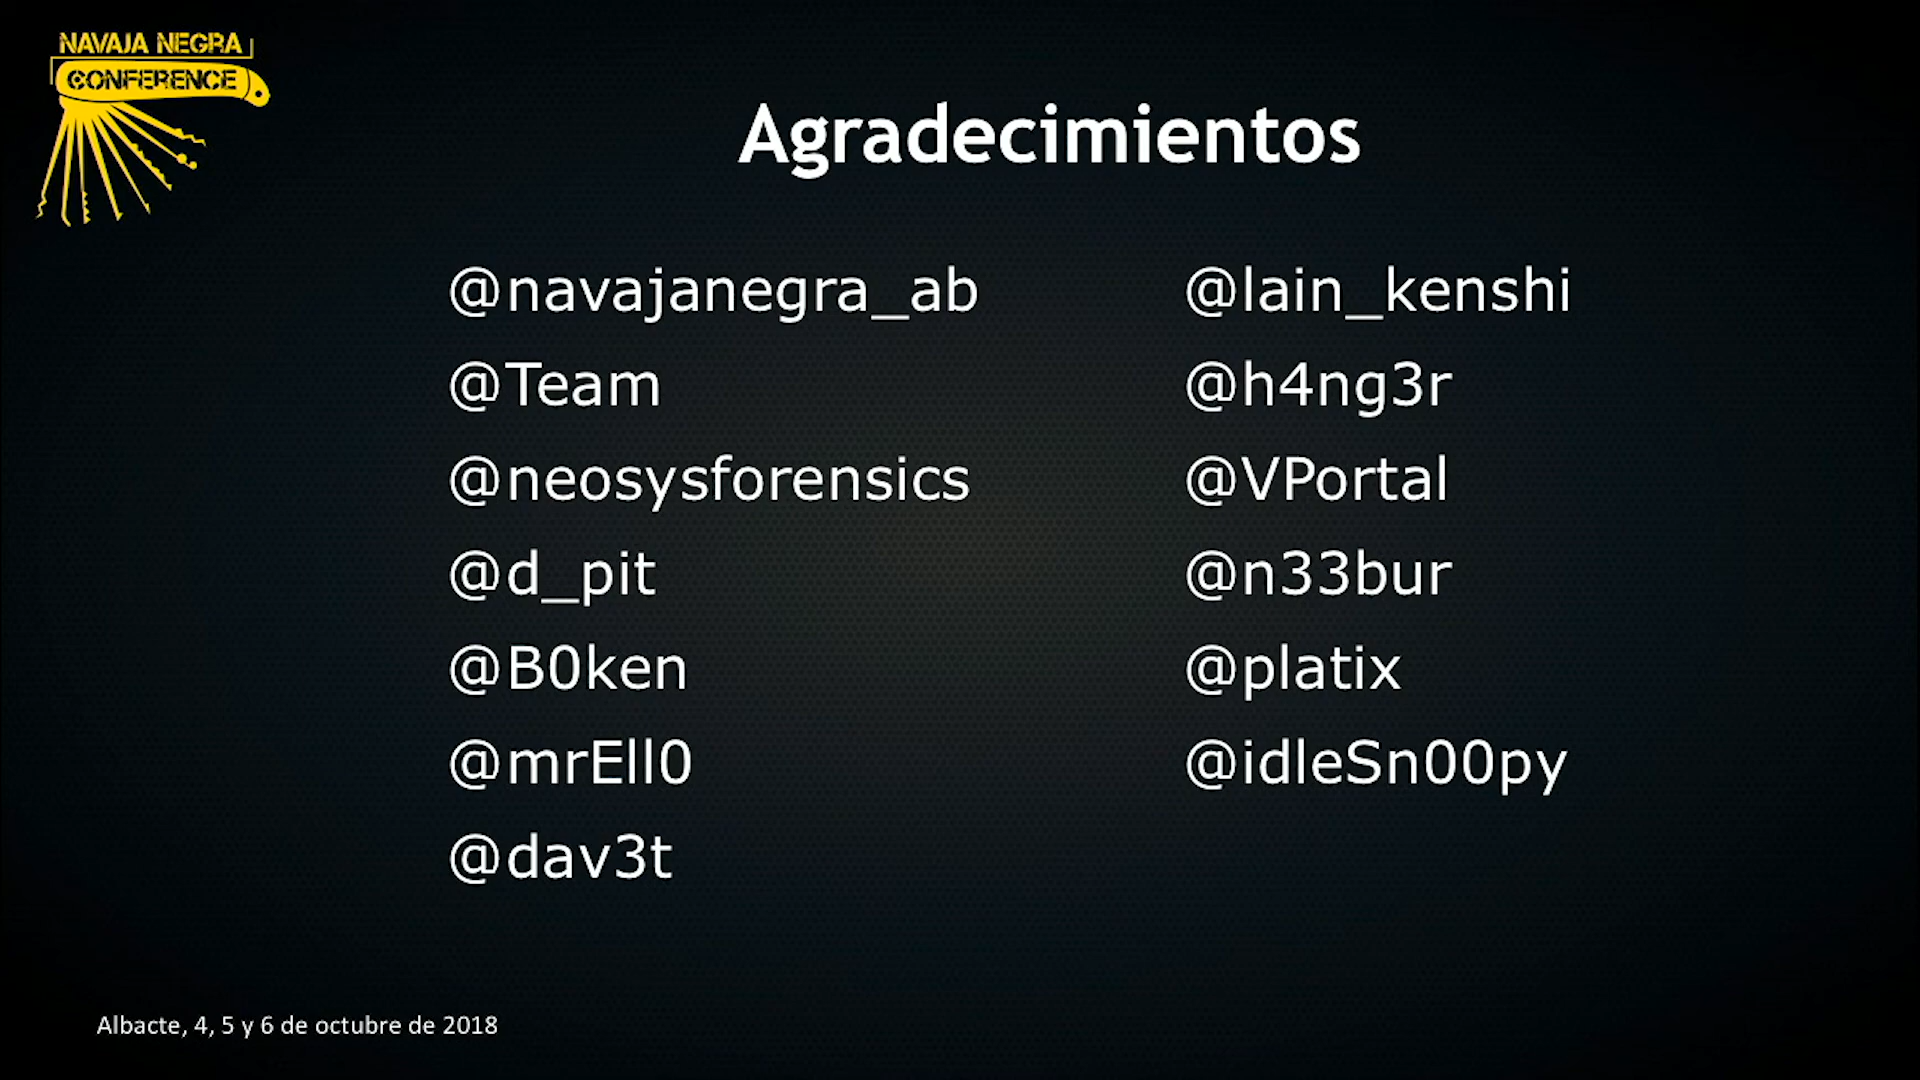 NAVAJA NEGRA
CONFERENCE
Agradecimientos
@navajanegra_ab
@Team
@neosysforensics
@d_pit
@B0ken
@mrEll0
@dav3t
@lain_kenshi
@h4ng3r
@VPortal
@n33bur
@platix
@idleSn00py
Albacte, 4, 5 y 6 de octubre de 2018